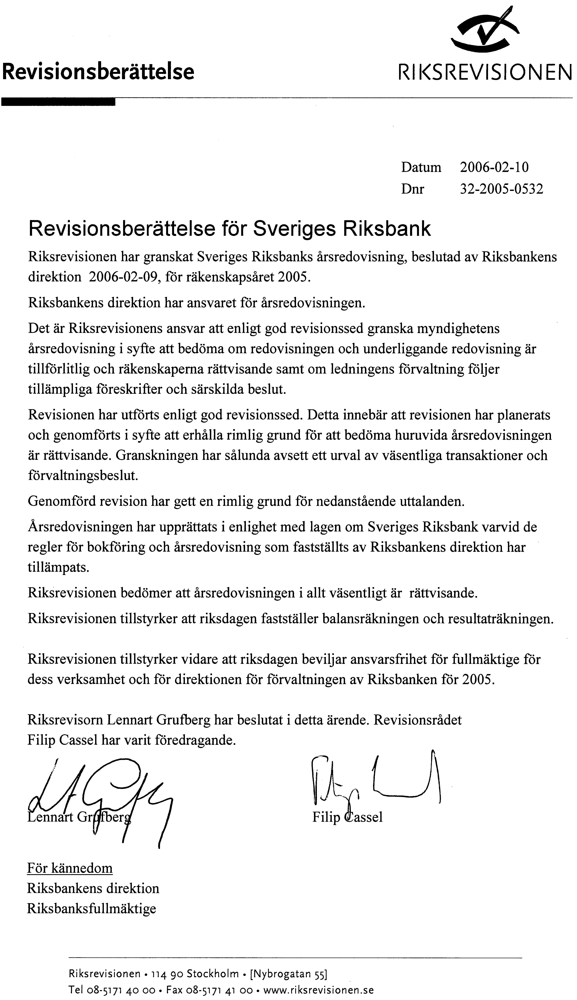 Revisionsberättelse
RIKSREVISIONEN
Datum 2006-02-10
Dnr 32-2005-0532
Revisionsberättelse för Sveriges Riksbank
Riksrevisionen har granskat Sveriges Riksbanks årsredovisning, beslutad av Riksbankens
direktion 2006-02-09, för räkenskapsåret 2005.
Riksbankens direktion har ansvaret för årsredovisningen.
Det är Riksrevisionens ansvar att enligt god revisionssed granska myndighetens
årsredovisning i syfte att bedöma om redovisningen och underliggande redovisning är
tillförlitlig och räkenskaperna rättvisande samt om ledningens förvaltning följer
tillämpliga föreskrifter och särskilda beslut.
Revisionen har utförts enligt god revisionssed. Detta innebär att revisionen har planerats
och genomförts i syfte att erhålla rimlig grund för att bedöma huruvida årsredovisningen
är rättvisande. Granskningen har sålunda avsett ett urval av väsentliga transaktioner och
förvaltningsbeslut.
Genomförd revision har gett en rimlig grund för nedanstående uttalanden.
Årsredovisningen har upprättats i enlighet med lagen om Sveriges Riksbank varvid de
regler för bokföring och årsredovisning som fastställts av Riksbankens direktion har
tillämpats.
Riksrevisionen bedömer att årsredovisningen i allt väsentligt är rättvisande.
Riksrevisionen tillstyrker att riksdagen fastställer balansräkningen och resultaträkningen.
Riksrevisionen tillstyrker vidare att riksdagen beviljar ansvarsfrihet för fullmäktige för
dess verksamhet och för direktionen för förvaltningen av Riksbanken för 2005.
Riksrevisorn Lennart Grufberg har beslutat i detta ärende. Revisionsrådet
Filip Cassel har varit föredragande.
Lennart Grufberg
Filip Cassel
För kännedom
Riksbankens direktion
Riksbanksfullmäktige
Riksrevisionen • 114 90 Stockholm • [Nybrogatan 55]
Tel 08-5171 40 00 • Fax 08-5171 41 00 • www.riksrevisionen.se